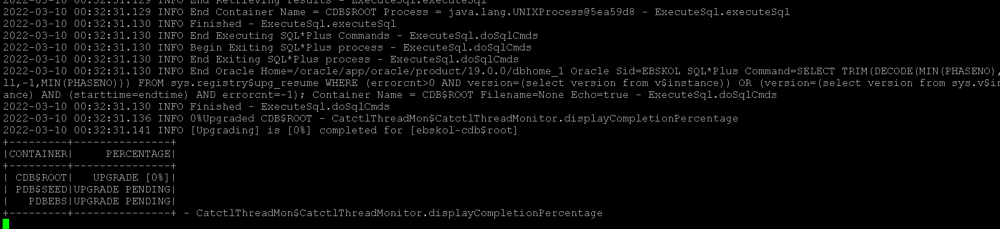 2022-03-10 00:32:31.129 INFO End Retrieving results - ExecuteSql.executeSql
2022-03-10 00:32:31.129 INFO End Container Name = CDB$ROOT Process = java.lang.UNIXProcess@5ea59d8 - ExecuteSql.executeSql
2022-03-10 00:32:31.130 INFO Finished - ExecuteSql.executeSql
2022-03-10 00:32:31.130 INFO End Executing SQL*Plus Commands - ExecuteSql.doSqlCmds
2022-03-10 00:32:31.130 INFO Begin Exiting SQL*Plus process - ExecuteSql.doSqlCmds
2022-03-10 00:32:31.130 INFO End Exiting SQL*Plus process - ExecuteSql.doSqlCmds
2022-03-10 00:32:31.130 INFO End Oracle Home=/oracle/app/oracle/product/19.0.0/dbhome_1 Oracle Sid=EBSKOL SQL*Plus Command=SELECT TRIM(DECODE(MIN(PHASENO),
ll,-1,MIN(PHASENO))) FROM sys.registry$upg_resume WHERE (errorcnt>0 AND version=(select version from v$instance)) OR (version=(select version from sys.v$in
ance) AND (starttime=endtime) AND errorcnt=-1); Container Name = CDB$ROOT Filename=None Echo=true - ExecuteSql.doSqlCmds
2022-03-10 00:32:31.130 INFO Finished - ExecuteSql.doSqlCmds
2022-03-10 00:32:31.136 INFO 0%Upgraded CDB$ROOT - CatctlThreadMon$CatctlThreadMonitor.displayCompletionPercentage
2022-03-10 00:32:31.141 INFO [Upgrading] is [0%] completed for [ebskol-cdb$root]
+---------+---------------+
|CONTAINER|     PERCENTAGE|
+---------+---------------+
| CDB$ROOT|   UPGRADE [0%]|
| PDB$SEED|UPGRADE PENDING|
|   PDBEBS|UPGRADE PENDING|
+---------+---------------+ - CatctlThreadMon$CatctlThreadMonitor.displayCompletionPercentage